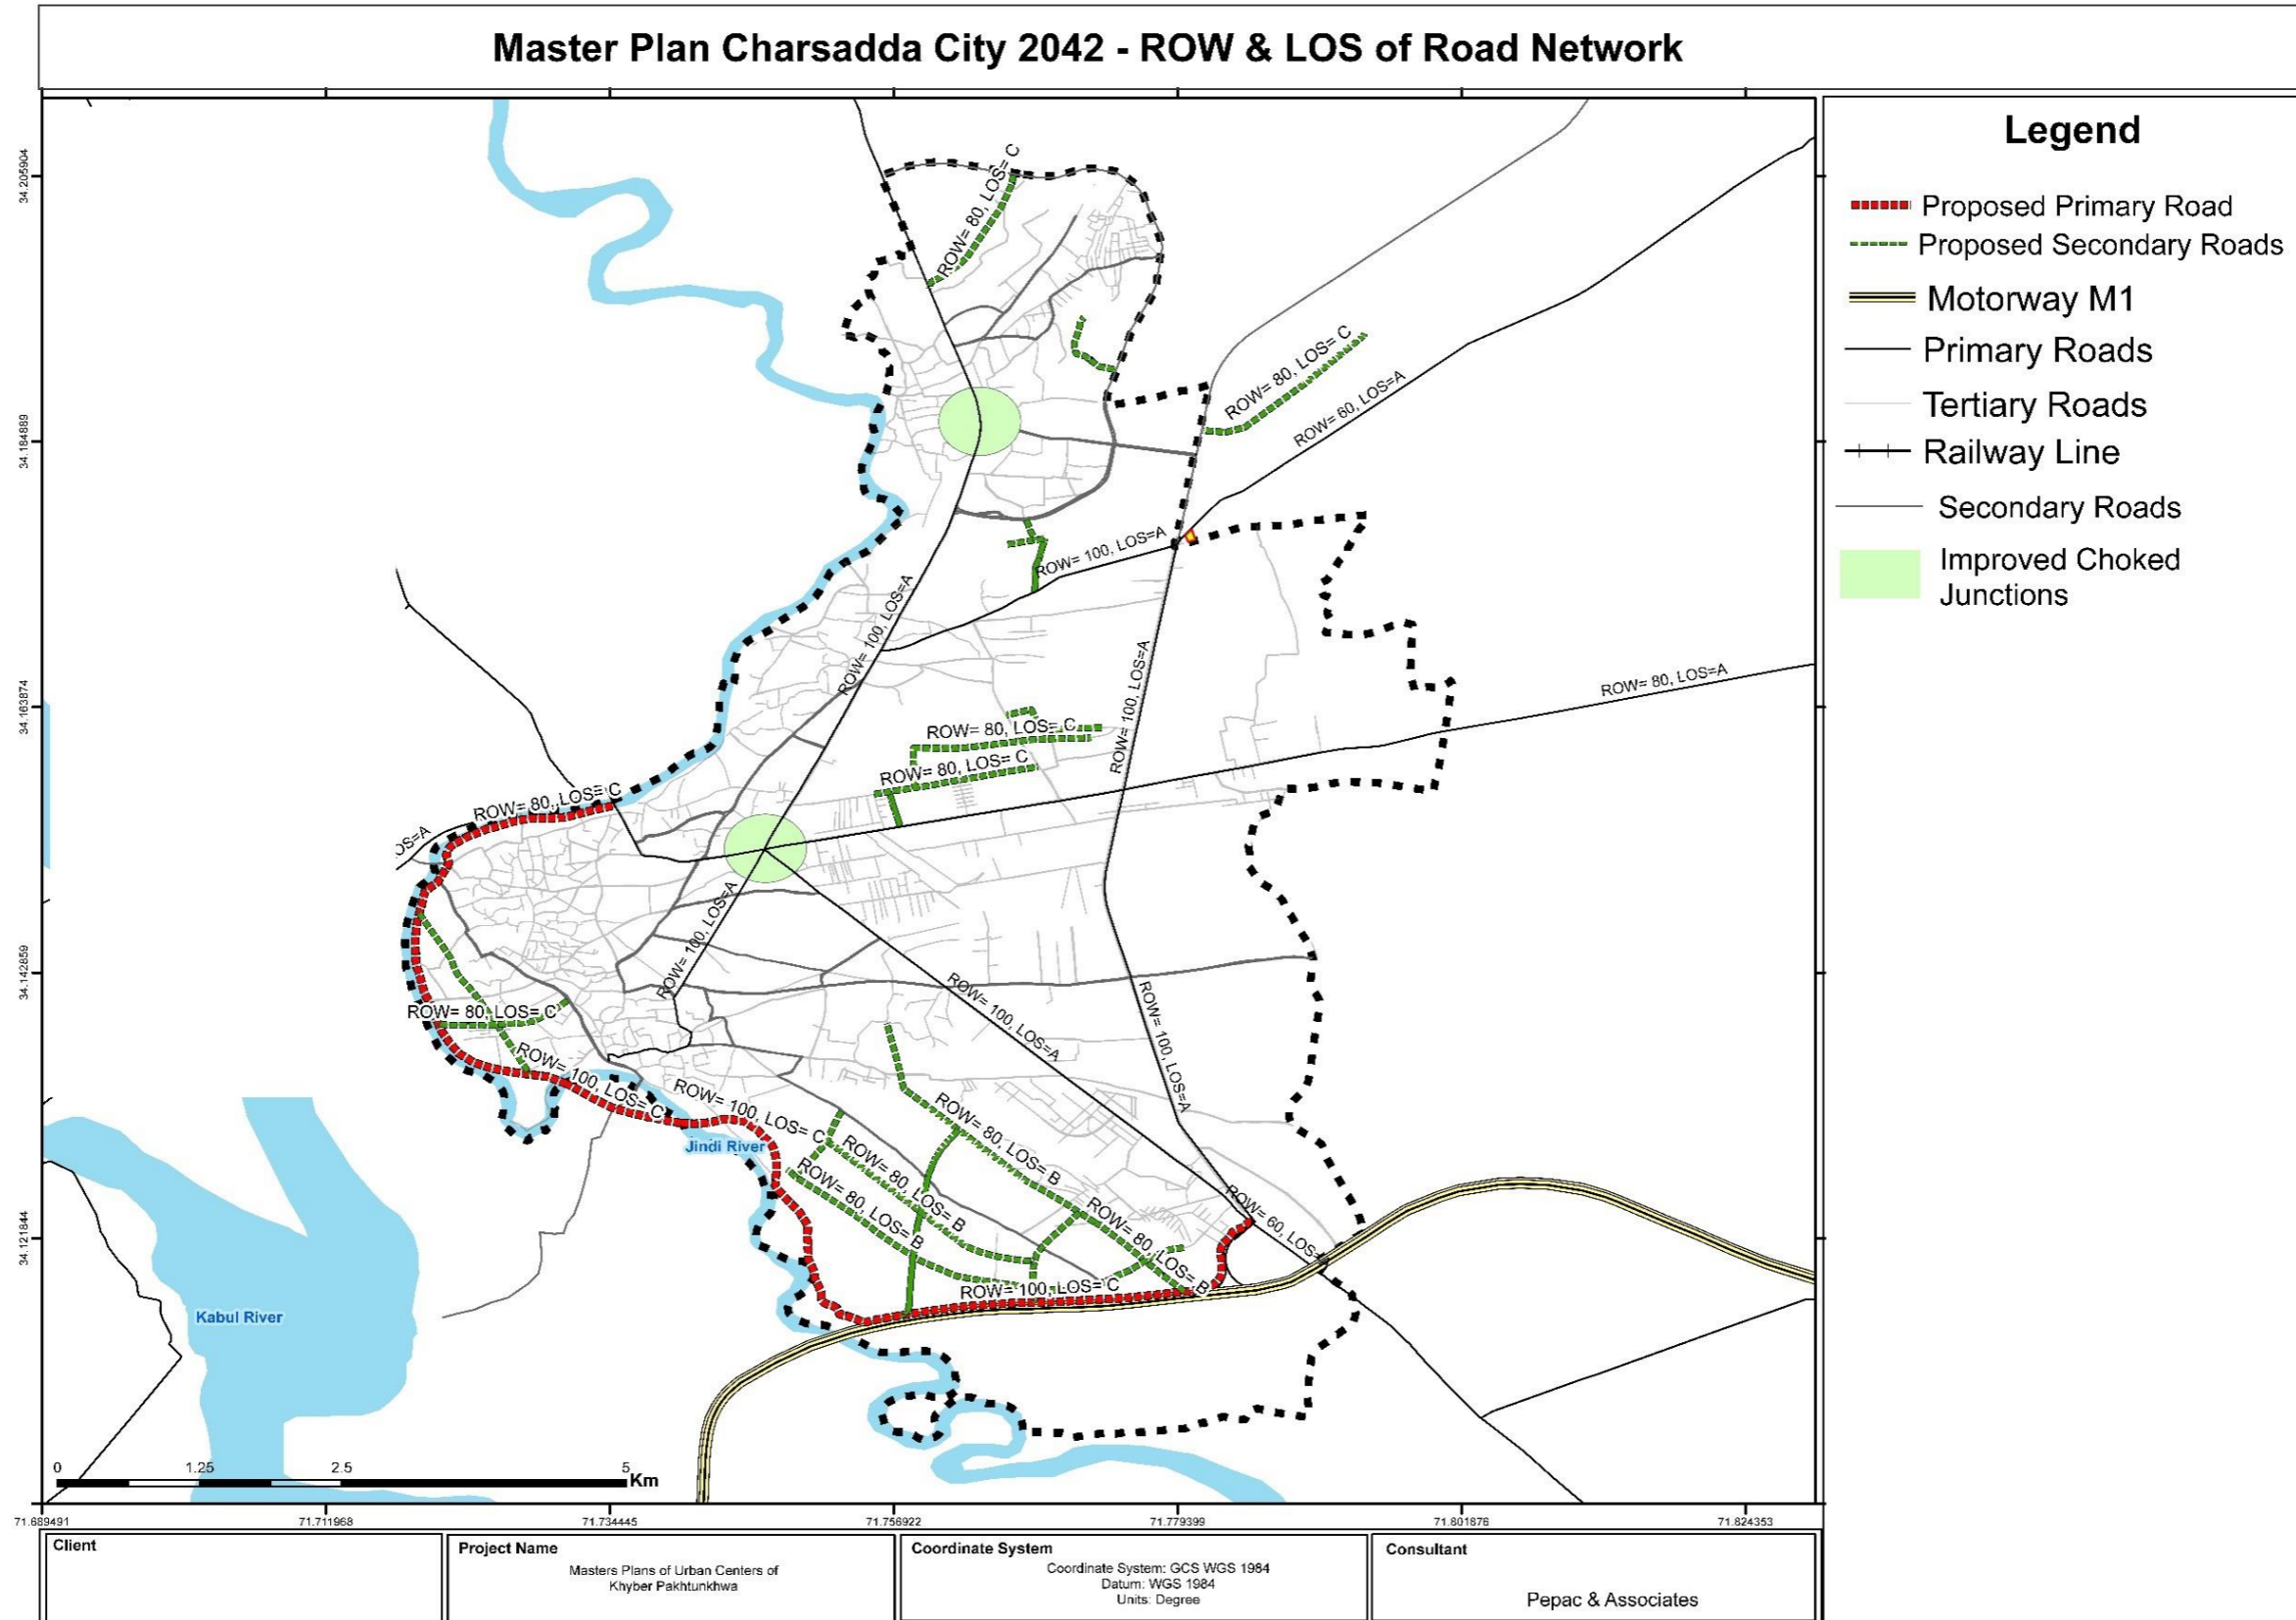 Master Plan Charsadda City 2042 - ROW & LOS of Road Network
Legend
Proposed Primary Road
Proposed Secondary Roads
Motorway M1
Primary Roads
Tertiary Roads
Railway Line
Secondary Roads
Improved Choked
Junctions
34.205904
34.184889
34.163874
34.142859
34.121844
ROW= 80, LOS= C
ROW= 80, LOS= C
ROW= 60, LOS=A
ROW= 100, LOS=A
ROW= 100, LOS=A
ROW= 100, LOS=A
ROW= 80, LOS=A
ROW= 80, LOS= C
ROW= 80, LOS= C
ROW= 80, LOS= C
OS=A
ROW= 100, LOS=A
ROW= 100, LOS=A
ROW= 100, LOS=A
ROW= 80, LOS= C
ROW= 100, LOS= C
ROW= 100, LOS= C
Jindi River
ROW= 80, LOS= B
ROW= 80, LOS= B
ROW= 80, LOS= B
ROW= 80, LOS= B
ROW= 60, LOS=
ROW= 100, LOS= C
Kabul River
0 1.25 2.5 5
Km
71.689491 71.711968 71.734445 71.756922 71.779399 71.801876 71.824353
Client
Project Name
Masters Plans of Urban Centers of
Khyber Pakhtunkhwa
Coordinate System
Coordinate System: GCS WGS 1984
Datum: WGS 1984
Units: Degree
Consultant
Pepac & Associates